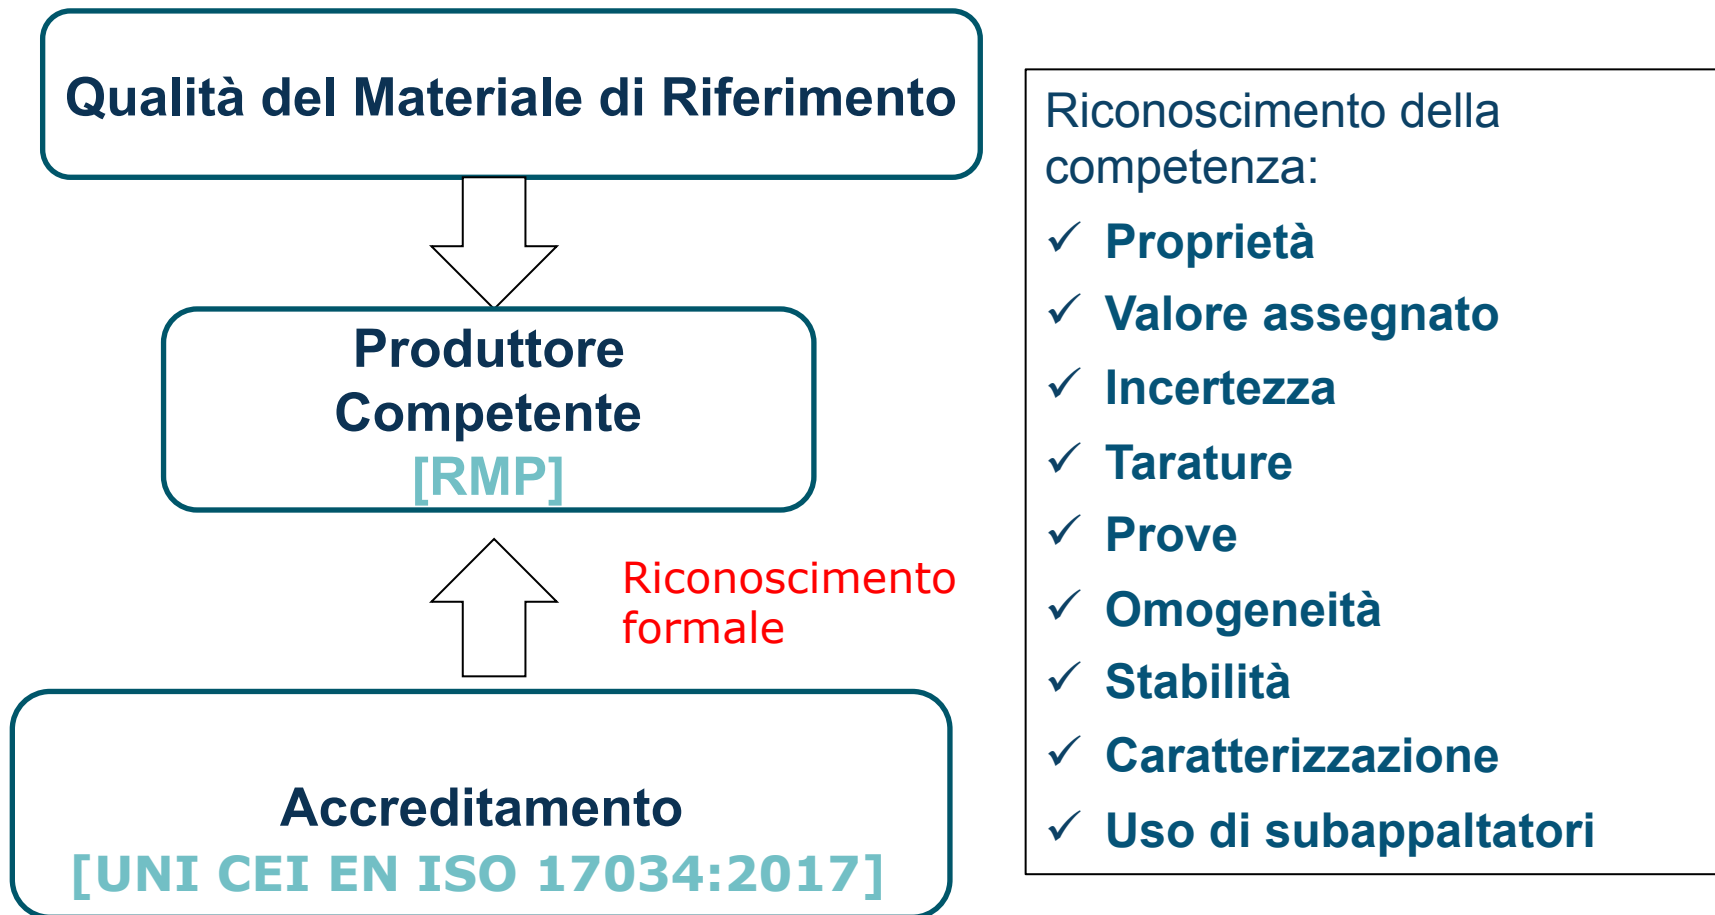 Qualità del Materiale di Riferimento
Produttore
Competente
[RMP]
Riconoscimento
formale
Accreditamento
[UNI CEI EN ISO 17034:2017]
Riconoscimento della
competenza:
✓ Proprietà
✓ Valore assegnato
✓ Incertezza
✓ Tarature
✓ Prove
✓ Omogeneità
✓ Stabilità
✓ Caratterizzazione
✓ Uso di subappaltatori